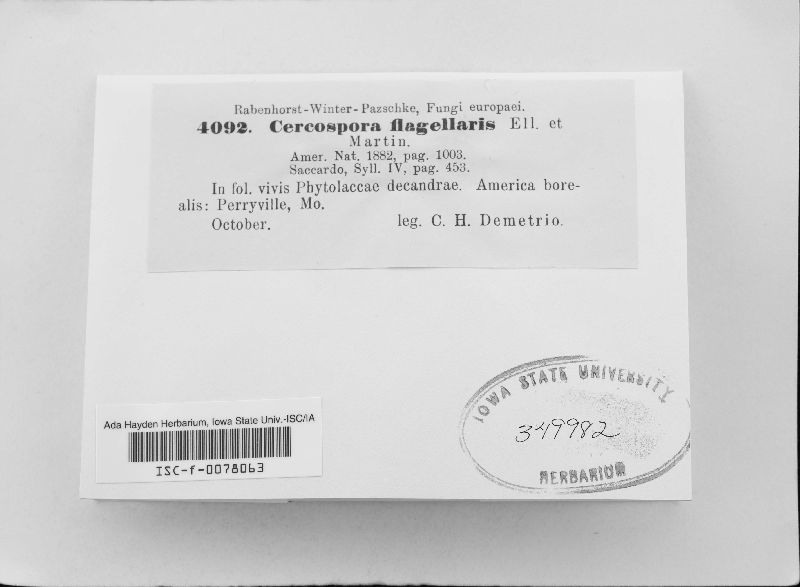 Rabenhorst-Winter-Pazschke, Fungi europaei.
4092. Cercospora flagellaris Ell. et
Martin.
Amer. Nat. 1882, pag. 1003.
Saccardo, Syll. IV, pag. 453.
In fol. vivis Phytolaccae decandrae. America bore-
alis: Perryville, Mo.
October. leg. C. H. Demetrio.
IOWA STATE UNIVERSITY
349982
HERBARIUM
Ada Hayden Herbarium, Iowa State Univ.-ISC/IA
ISC-f-0078063